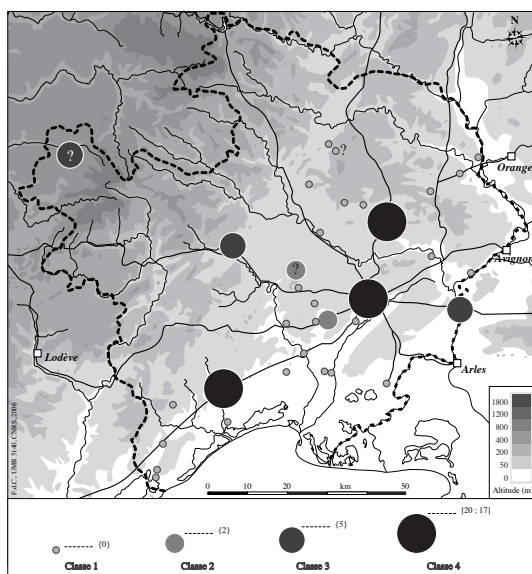 N
?
?
Orange
?
Avignon
Lodève
Arles
F.d.C., UMR 5140, CNRS, 2006
1800
1200
800
400
200
50
0
Altitude (m)
0 10 20 30 km 50
{0}
{2}
{5}
[20 ; 17]
Classe 1
Classe 2
Classe 3
Classe 4